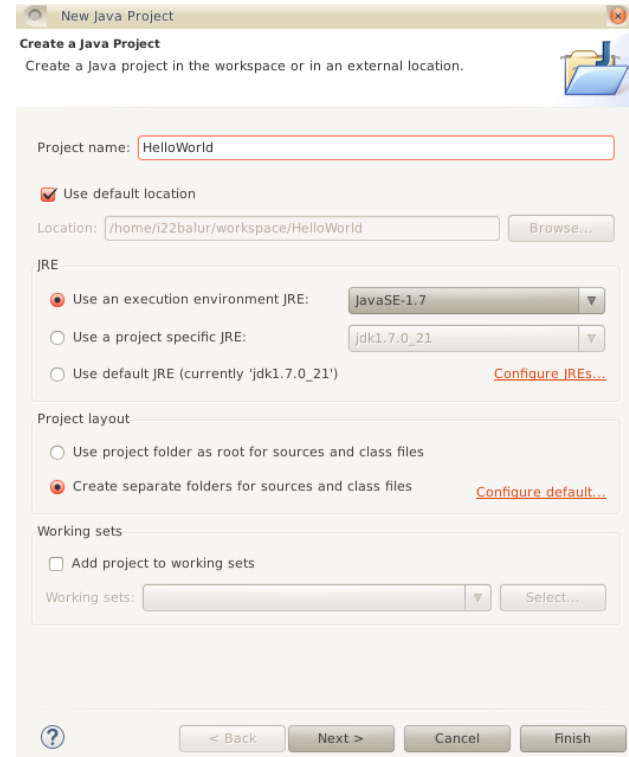 New Java Project
Create a Java Project
Create a Java project in the workspace or in an external location.
Project name: HelloWorld
Use default location
Location: /home/i22balur/workspace/HelloWorld Browse...
JRE
Use an execution environment JRE: JavaSE-1.7
Use a project specific JRE: jdk1.7.0_21
Use default JRE (currently 'jdk1.7.0_21') Configure JREs...
Project layout
Use project folder as root for sources and class files
Create separate folders for sources and class files Configure default...
Working sets
Add project to working sets
Working sets: Select...
? < Back Next > Cancel Finish